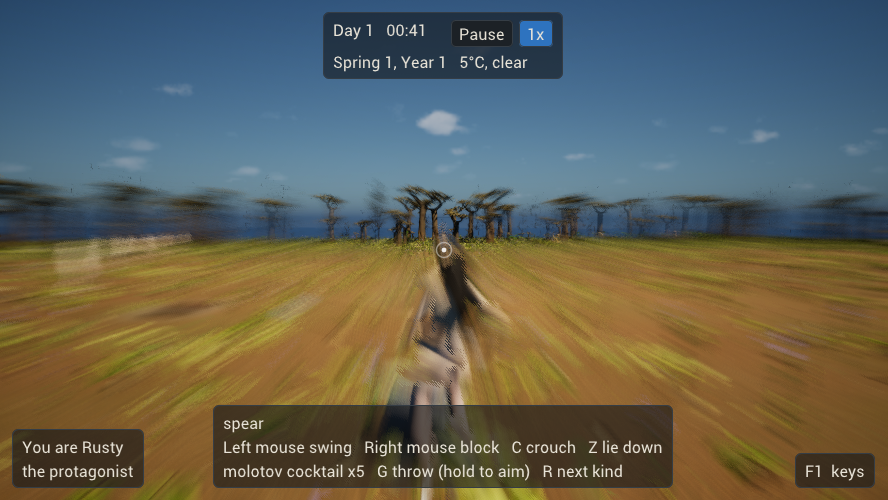 Day 1 00:41 Pause 1x
Spring 1, Year 1 5°C, clear
spear
Left mouse swing Right mouse block C crouch Z lie down
molotov cocktail x5 G throw (hold to aim) R next kind
You are Rusty
the protagonist
F1 keys